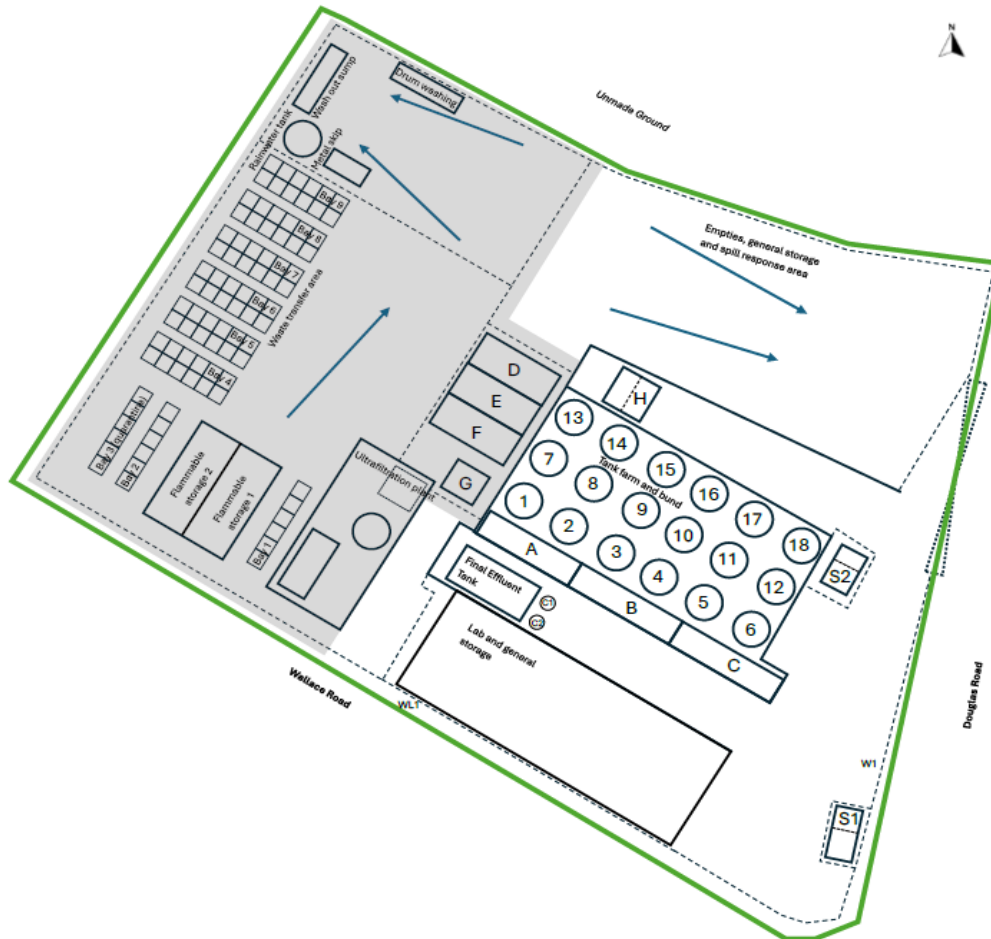 N
Unmade Ground
Drum washing
Wash out sump
Rainwater tank
Metal skip
Bay 9
Bay 8
Bay 7
Bay 6
Bay 5
Bay 4
Waste transfer area
Bay 3 (quarantine)
Bay 2
Flammable
storage 2
Flammable
storage 1
Bay 1
Ultrafiltration plant
Empties, general storage
and spill response area
D
E
F
G
H
13
14
15
16
17
18
Tank farm and bund
7
8
9
10
11
12
1
2
3
4
5
6
A
B
C
S2
Final Effluent
Tank
C1
C2
Lab and general
storage
WL1
Wallace Road
Douglas Road
W1
S1